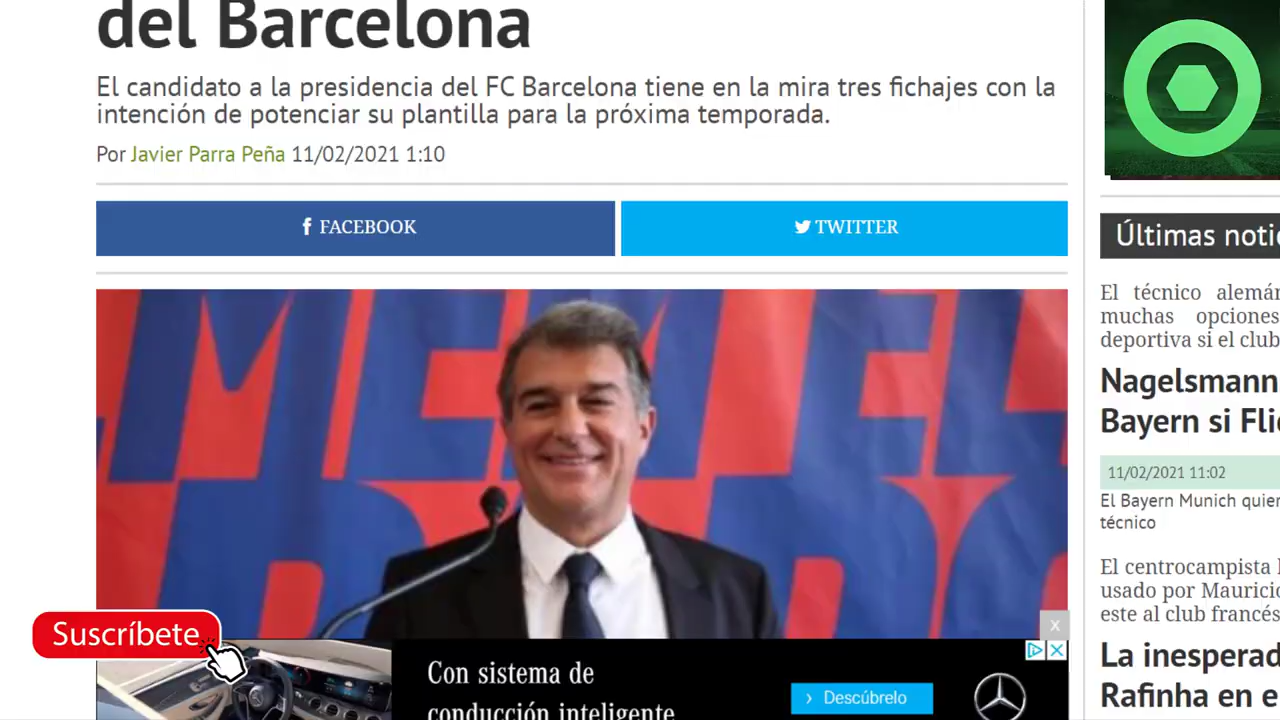 del Barcelona
El candidato a la presidencia del FC Barcelona tiene en la mira tres fichajes con la
intención de potenciar su plantilla para la próxima temporada.
Por Javier Parra Peña 11/02/2021 1:10
FACEBOOK
TWITTER
Suscríbete
Con sistema de
conducción inteligente
Descúbrelo
X
Últimas noti
El técnico alemán
muchas opciones
deportiva si el club
Nagelsmann
Bayern si Fli
11/02/2021 11:02
El Bayern Munich quier
técnico
El centrocampista
usado por Mauricio
este al club francés
La inesperad
Rafinha en e